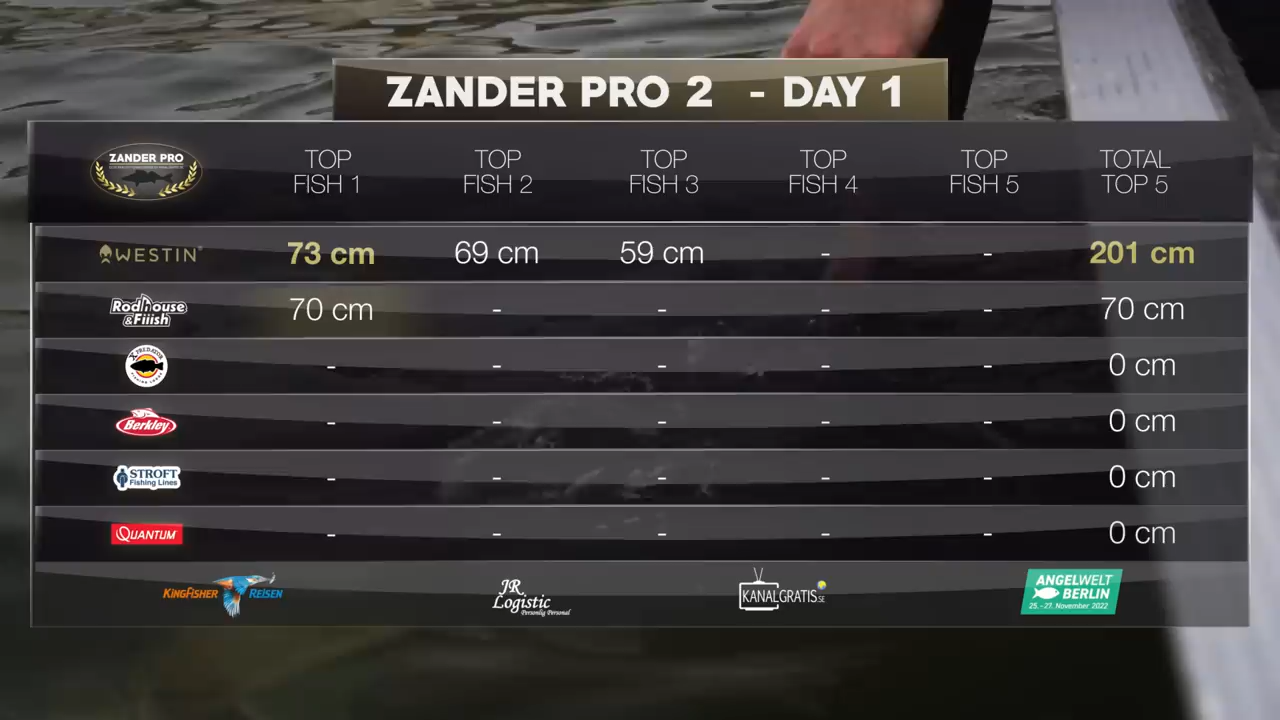 ZANDER PRO 2 - DAY 1
ZANDER PRO
TOP FISH 1
TOP FISH 2
TOP FISH 3
TOP FISH 4
TOP FISH 5
TOTAL TOP 5
WESTIN® 73 cm 69 cm 59 cm - - 201 cm
Rodhouse &Fiiish 70 cm - - - - 70 cm
PREDATOR - - - - - 0 cm
Berkley - - - - - 0 cm
STROFT Fishing Lines - - - - - 0 cm
QUANTUM - - - - - 0 cm
KINGFISHER REISEN
JR Logistic
Personlig Personal
KANALGRATIS.SE
ANGELWELT
BERLIN
25. - 27. November 2022